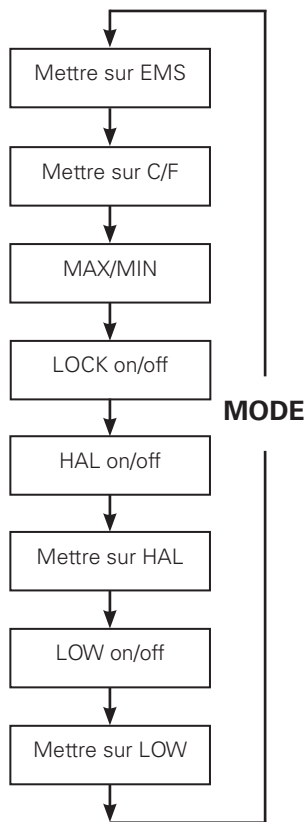 Mettre sur EMS
Mettre sur C/F
MAX/MIN
LOCK on/off
MODE
HAL on/off
Mettre sur HAL
LOW on/off
Mettre sur LOW